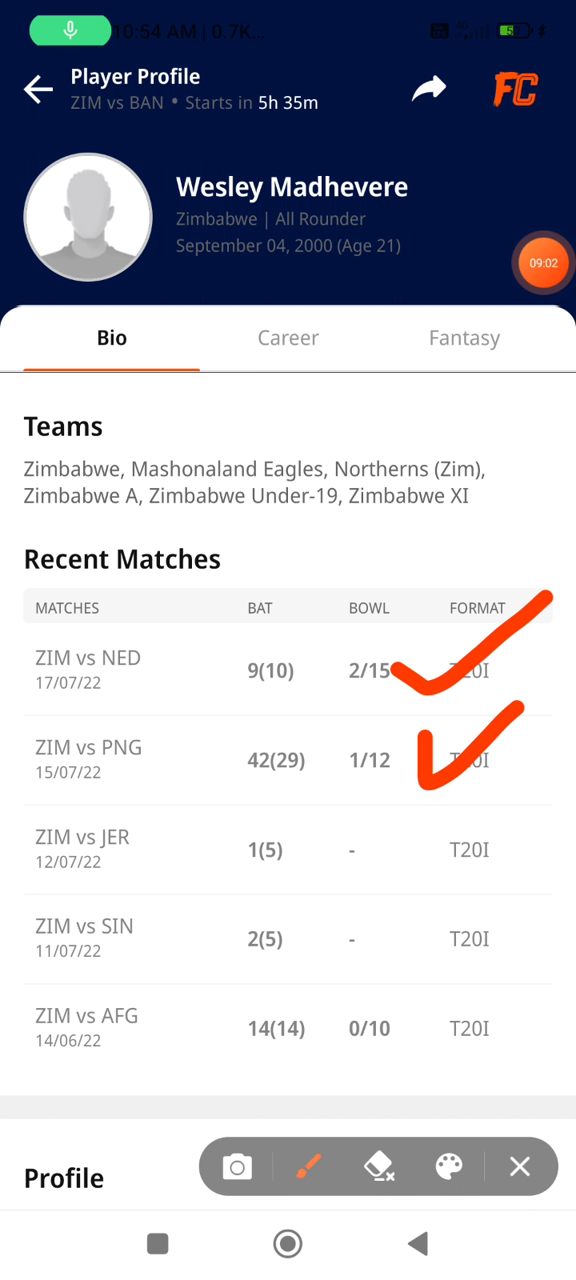 10:54 AM | 0.7K...
Player Profile
ZIM vs BAN • Starts in 5h 35m
FC
Wesley Madhevere
Zimbabwe | All Rounder
September 04, 2000 (Age 21)
09:02
Bio Career Fantasy
Teams
Zimbabwe, Mashonaland Eagles, Northerns (Zim),
Zimbabwe A, Zimbabwe Under-19, Zimbabwe XI
Recent Matches
MATCHES BAT BOWL FORMAT
ZIM vs NED 9(10) 2/15 T20I
17/07/22
ZIM vs PNG 42(29) 1/12 T20I
15/07/22
ZIM vs JER 1(5) - T20I
12/07/22
ZIM vs SIN 2(5) - T20I
11/07/22
ZIM vs AFG 14(14) 0/10 T20I
14/06/22
Profile